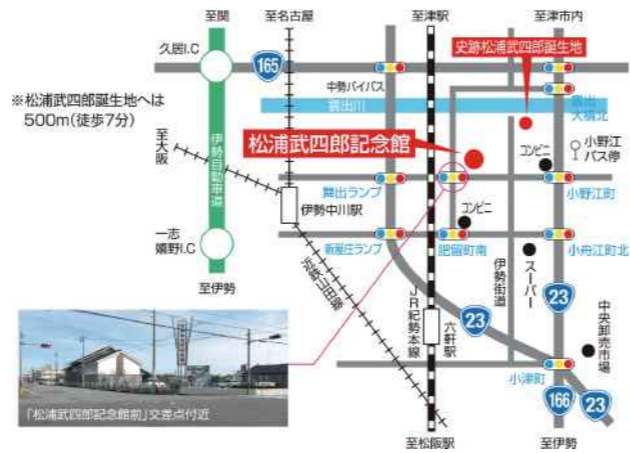 至関
至名古屋
至津駅
至津市内
久居I.C
165
史跡松浦武四郎誕生地
中勢バイパス
※松浦武四郎誕生地へは
500m(徒歩7分)
雲出川
雲出
大橋北
至大阪
伊勢自動車道
松浦武四郎記念館
コンビニ
小野江
バス停
舞出ランプ
小野江町
伊勢中川駅
コンビニ
一志
嬉野I.C
新屋庄ランプ
肥留町南
小舟江町北
至伊勢
近鉄山田線
JR紀勢本線
六軒駅
伊勢街道
スーパー
23
23
中央卸売市場
小津町
166
23
「松浦武四郎記念館前」交差点付近
至松阪駅
至伊勢